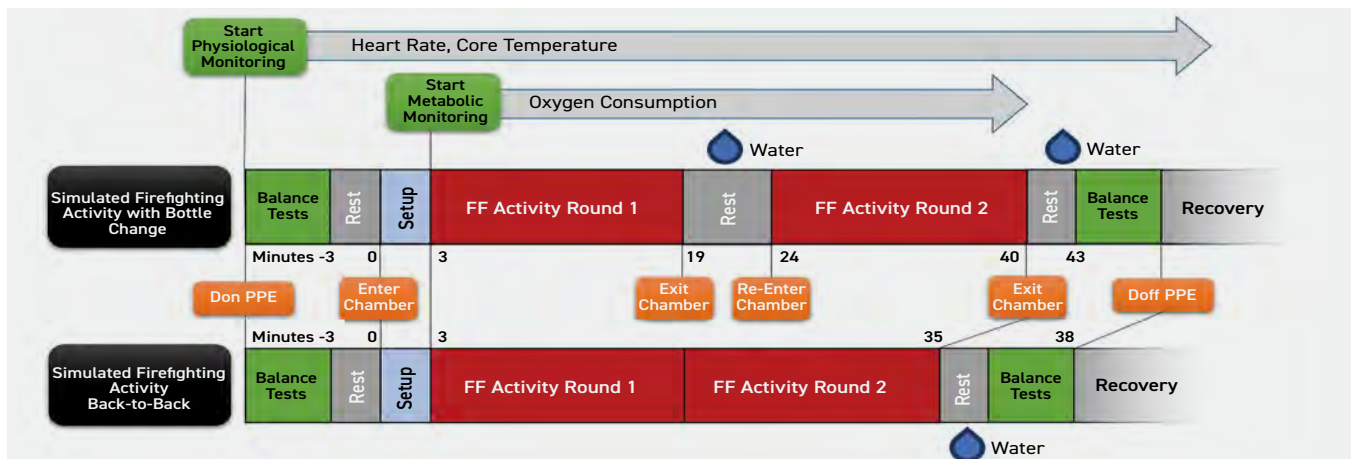 Start
Physiological
Monitoring
Heart Rate, Core Temperature
Start
Metabolic
Monitoring
Oxygen Consumption
Water
Water
Simulated Firefighting
Activity with Bottle
Change
Balance
Tests
Rest
Setup
FF Activity Round 1
Rest
FF Activity Round 2
Rest
Balance
Tests
Recovery
Minutes -3 0 3 19 24 40 43
Don PPE
Enter
Chamber
Exit
Chamber
Re-Enter
Chamber
Exit
Chamber
Doff PPE
Minutes -3 0 3 35 38
Simulated Firefighting
Activity
Back-to-Back
Balance
Tests
Rest
Setup
FF Activity Round 1
FF Activity Round 2
Rest
Balance
Tests
Recovery
Water